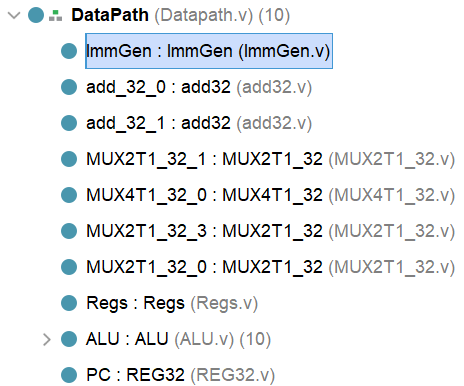 DataPath (Datapath.v) (10)
ImmGen : ImmGen (ImmGen.v)
add_32_0 : add32 (add32.v)
add_32_1 : add32 (add32.v)
MUX2T1_32_1 : MUX2T1_32 (MUX2T1_32.v)
MUX4T1_32_0 : MUX4T1_32 (MUX4T1_32.v)
MUX2T1_32_3 : MUX2T1_32 (MUX2T1_32.v)
MUX2T1_32_0 : MUX2T1_32 (MUX2T1_32.v)
Regs : Regs (Regs.v)
ALU : ALU (ALU.v) (10)
PC : REG32 (REG32.v)